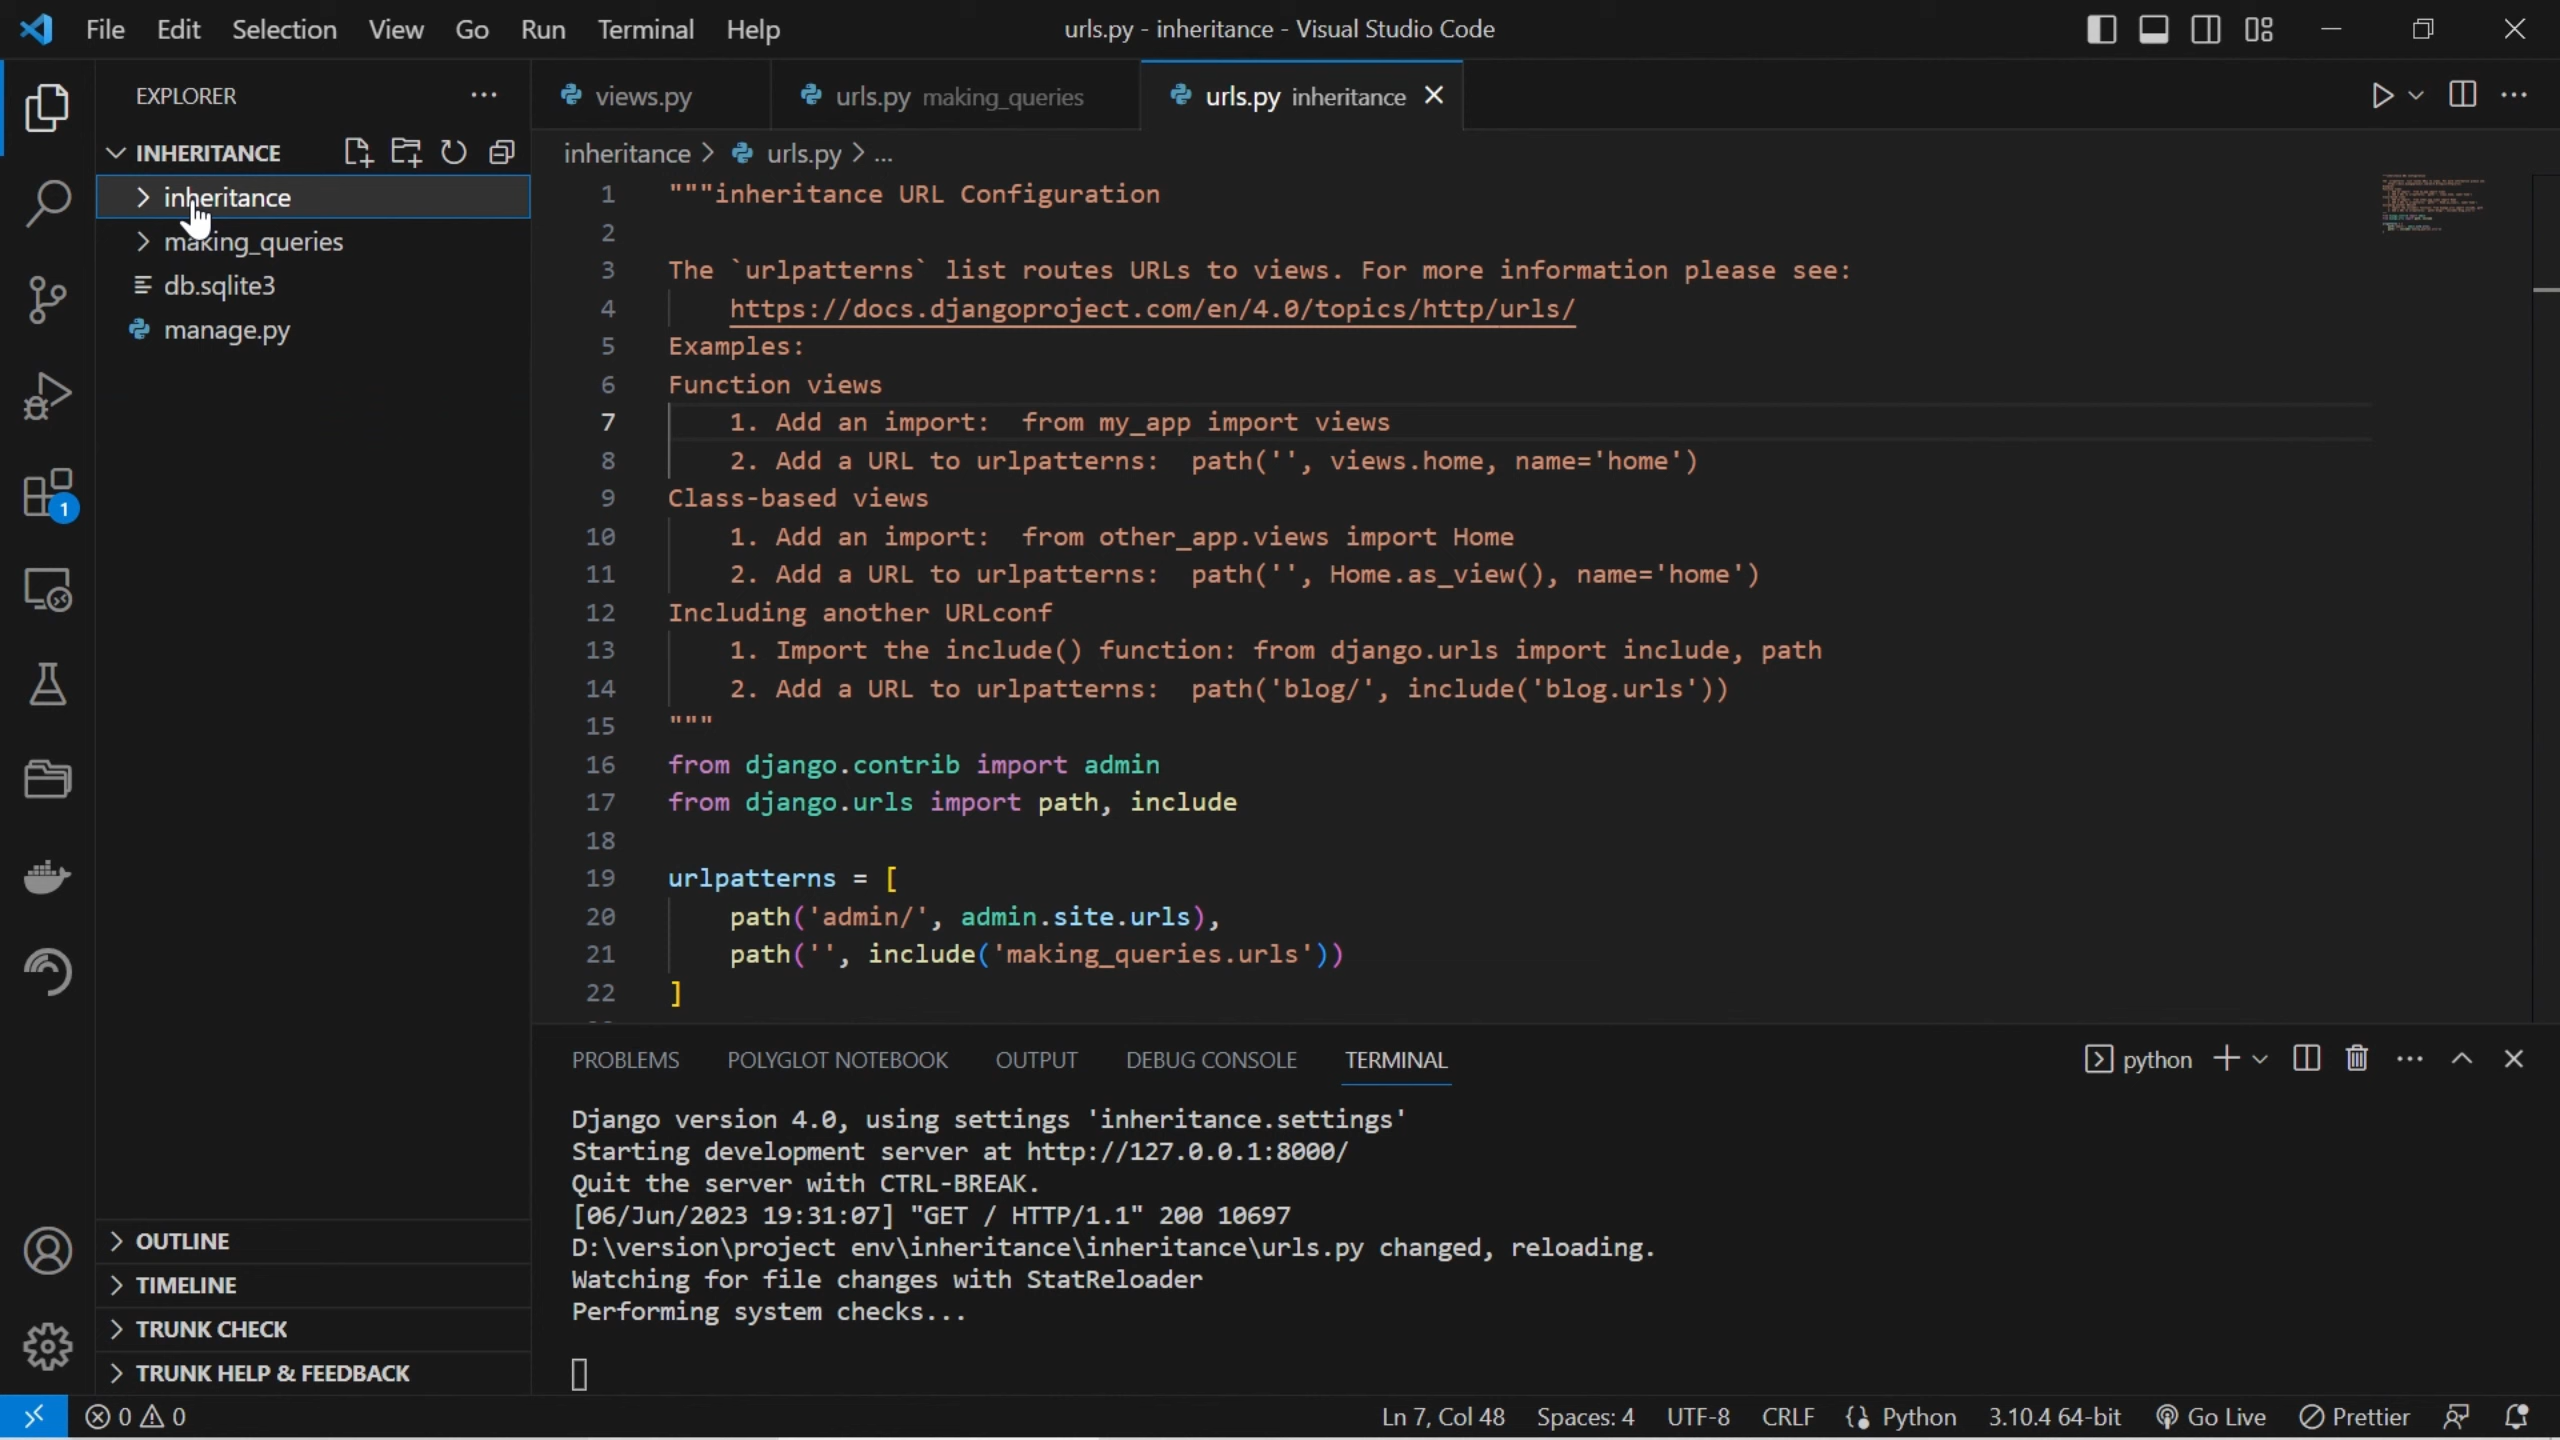 File Edit Selection View Go Run Terminal Help
urls.py - inheritance - Visual Studio Code
EXPLORER
INHERITANCE
inheritance
making_queries
db.sqlite3
manage.py
OUTLINE
TIMELINE
TRUNK CHECK
TRUNK HELP & FEEDBACK
1
views.py
urls.py making_queries
urls.py inheritance
inheritance > urls.py > ...
1 """inheritance URL Configuration
2
3 The `urlpatterns` list routes URLs to views. For more information please see:
4 https://docs.djangoproject.com/en/4.0/topics/http/urls/
5 Examples:
6 Function views
7 1. Add an import:  from my_app import views
8 2. Add a URL to urlpatterns:  path('', views.home, name='home')
9 Class-based views
10 1. Add an import:  from other_app.views import Home
11 2. Add a URL to urlpatterns:  path('', Home.as_view(), name='home')
12 Including another URLconf
13 1. Import the include() function: from django.urls import include, path
14 2. Add a URL to urlpatterns:  path('blog/', include('blog.urls'))
15 """
16 from django.contrib import admin
17 from django.urls import path, include
18
19 urlpatterns = [
20 path('admin/', admin.site.urls),
21 path('', include('making_queries.urls'))
22 ]
PROBLEMS POLYGLOT NOTEBOOK OUTPUT DEBUG CONSOLE TERMINAL
python
Django version 4.0, using settings 'inheritance.settings'
Starting development server at http://127.0.0.1:8000/
Quit the server with CTRL-BREAK.
[06/Jun/2023 19:31:07] "GET / HTTP/1.1" 200 10697
D:\version\project env\inheritance\inheritance\urls.py changed, reloading.
Watching for file changes with StatReloader
Performing system checks...
0 0
Ln 7, Col 48 Spaces: 4 UTF-8 CRLF Python 3.10.4 64-bit Go Live Prettier